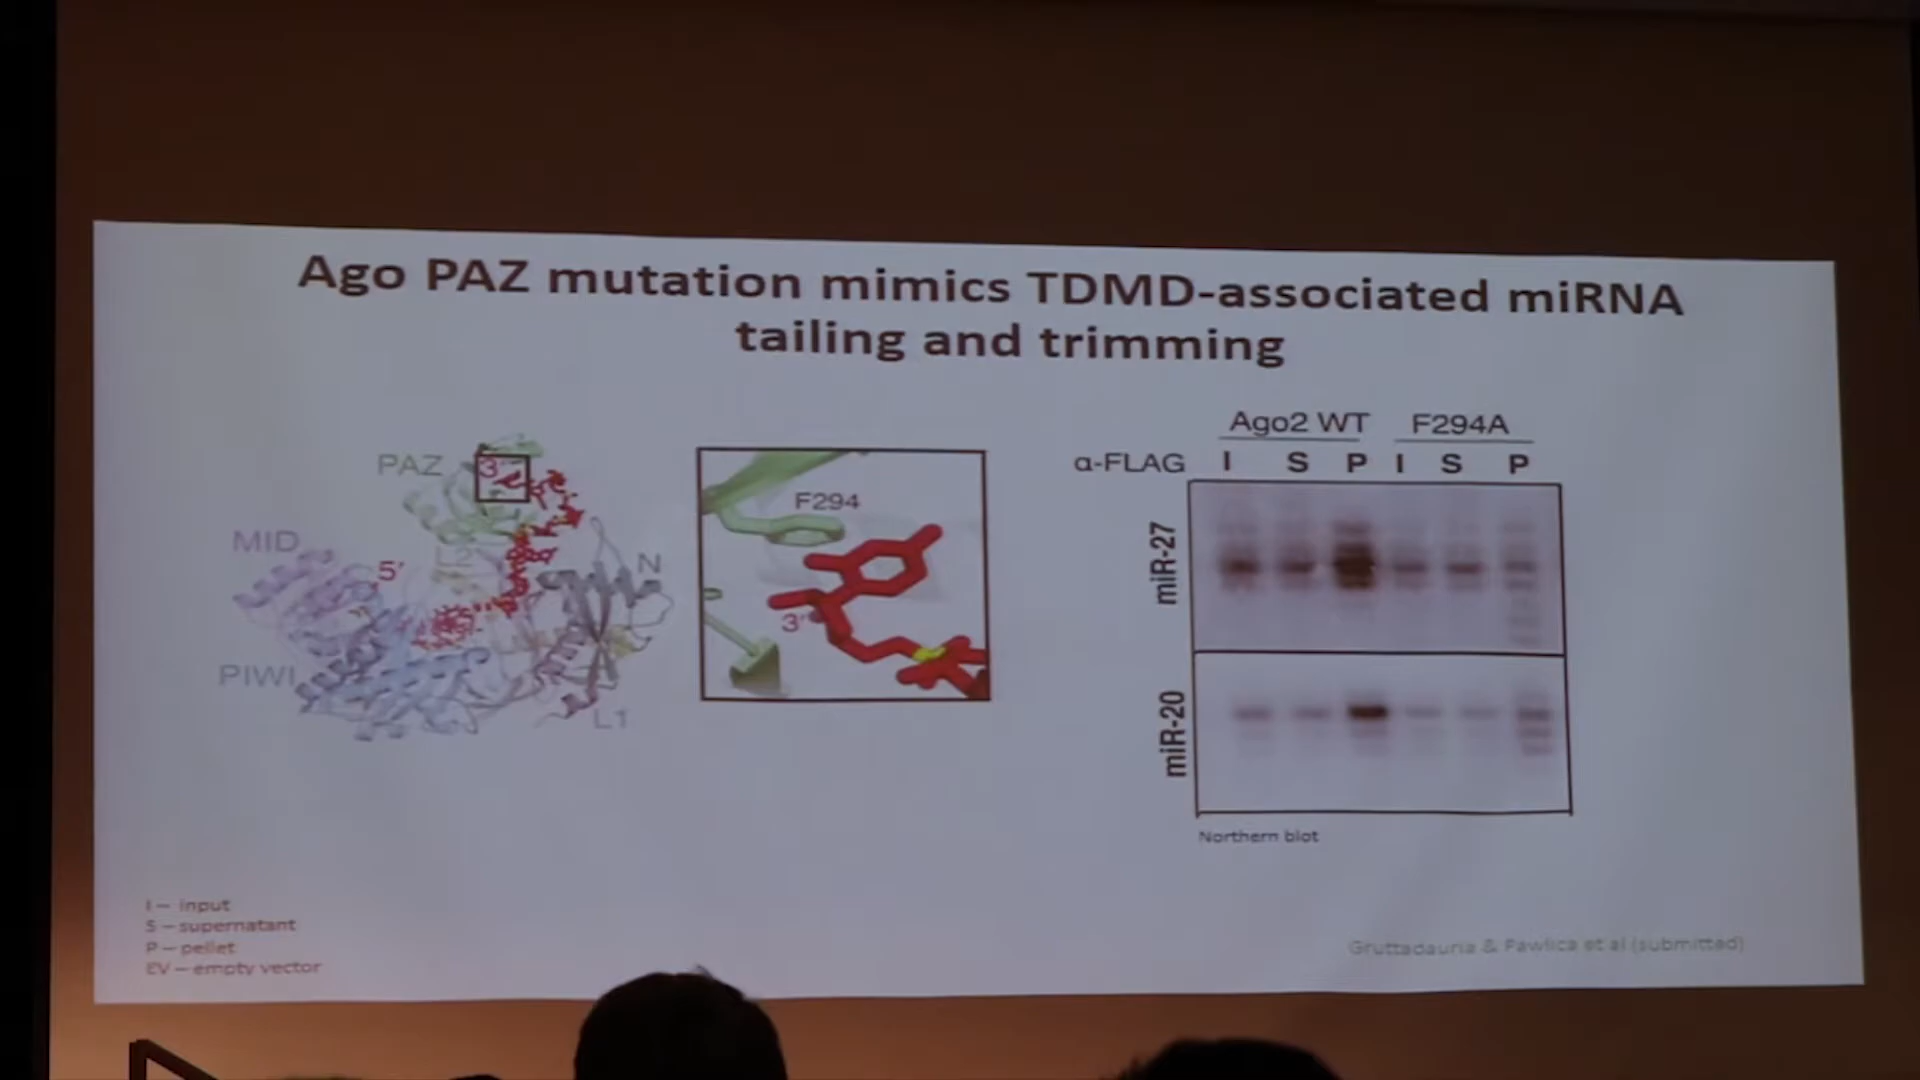 Ago PAZ mutation mimics TDMD-associated miRNA
tailing and trimming
PAZ
3'
MID
5'
L2
N
PIWI
L1
F294
3'
Ago2 WT F294A
α-FLAG I S P I S P
miR-27
miR-20
Northern blot
I – input
S – supernatant
P – pellet
EV – empty vector
Gruttadauria & Pawlica et al (submitted)